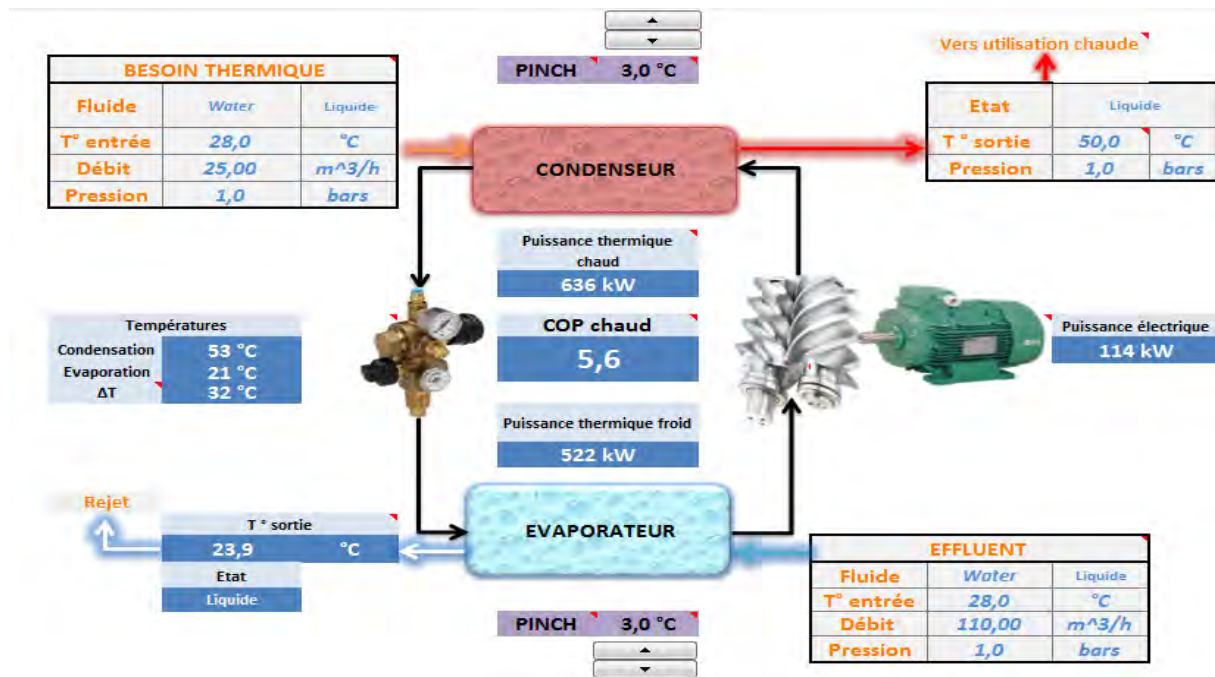 PINCH 3,0 °C
Vers utilisation chaude
BESOIN THERMIQUE
Fluide Water Liquide
T° entrée 28,0 °C
Débit 25,00 m^3/h
Pression 1,0 bars
Etat Liquide
T ° sortie 50,0 °C
Pression 1,0 bars
CONDENSEUR
Puissance thermique
chaud
636 kW
COP chaud
5,6
Températures
Condensation 53 °C
Evaporation 21 °C
ΔT 32 °C
Puissance électrique
114 kW
Puissance thermique froid
522 kW
Rejet
T ° sortie
23,9 °C
Etat
Liquide
EVAPORATEUR
EFFLUENT
Fluide Water Liquide
T° entrée 28,0 °C
Débit 110,00 m^3/h
Pression 1,0 bars
PINCH 3,0 °C